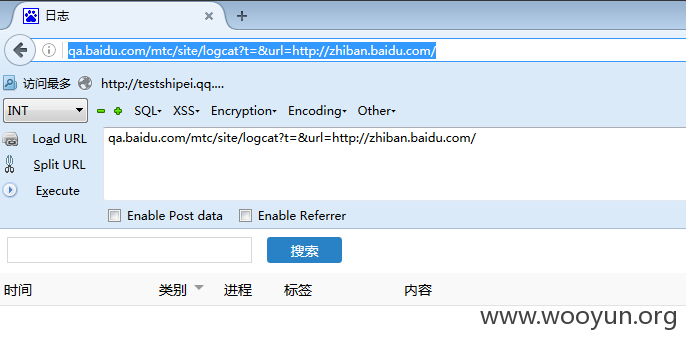 日志
qa.baidu.com/mtc/site/logcat?t=&url=http://zhiban.baidu.com/
访问最多 http://testshipei.qq....
INT SQL XSS Encryption Encoding Other
Load URL qa.baidu.com/mtc/site/logcat?t=&url=http://zhiban.baidu.com/
Split URL
Execute
Enable Post data Enable Referrer
搜索
时间 类别 进程 标签 内容
www.wooyun.org